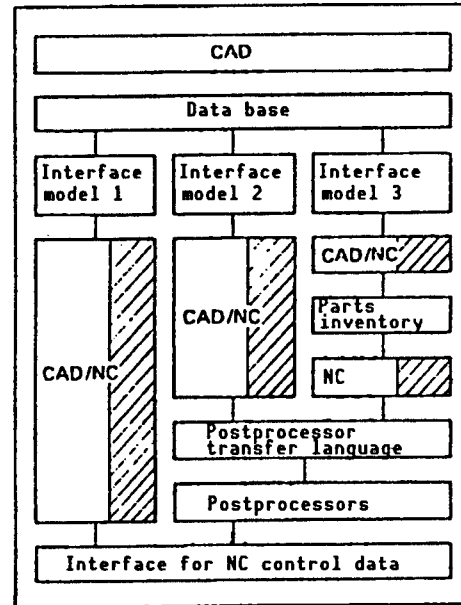 CAD
Data base
Interface
model 1
Interface
model 2
Interface
model 3
CAD/NC
Parts
inventory
CAD/NC
CAD/NC
NC
Postprocessor
transfer language
Postprocessors
Interface for NC control data